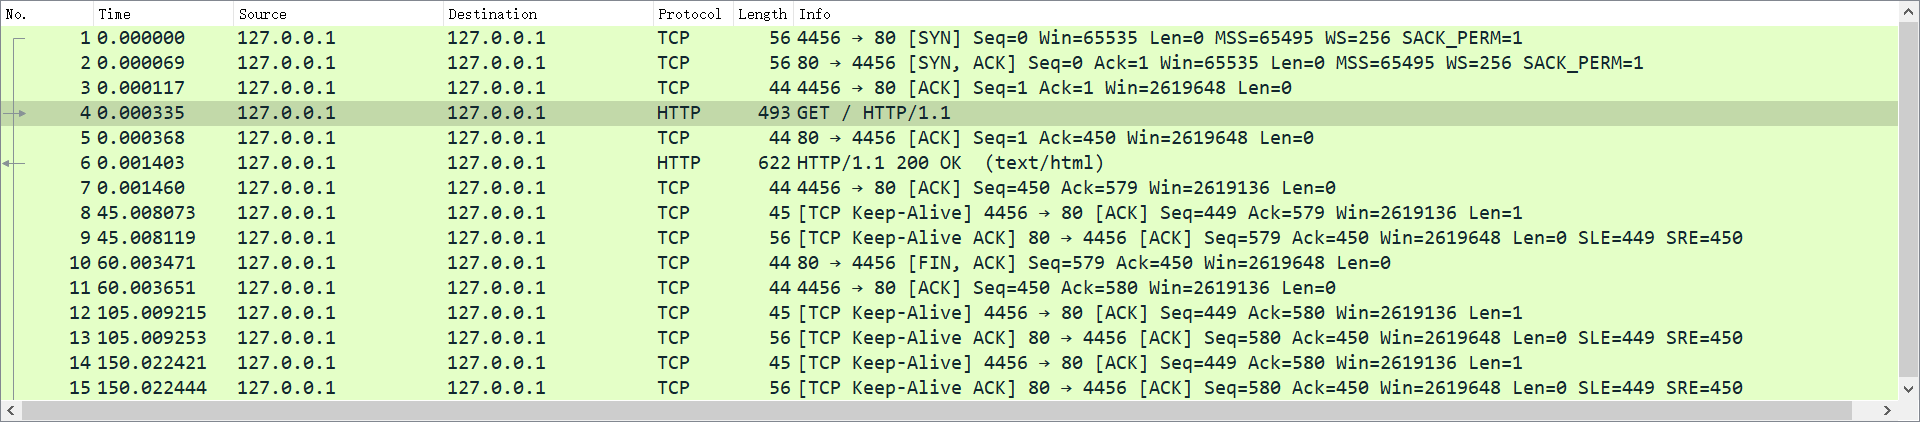 No. Time Source Destination Protocol Length Info
1 0.000000 127.0.0.1 127.0.0.1 TCP 56 4456 → 80 [SYN] Seq=0 Win=65535 Len=0 MSS=65495 WS=256 SACK_PERM=1
2 0.000069 127.0.0.1 127.0.0.1 TCP 56 80 → 4456 [SYN, ACK] Seq=0 Ack=1 Win=65535 Len=0 MSS=65495 WS=256 SACK_PERM=1
3 0.000117 127.0.0.1 127.0.0.1 TCP 44 4456 → 80 [ACK] Seq=1 Ack=1 Win=2619648 Len=0
4 0.000335 127.0.0.1 127.0.0.1 HTTP 493 GET / HTTP/1.1
5 0.000368 127.0.0.1 127.0.0.1 TCP 44 80 → 4456 [ACK] Seq=1 Ack=450 Win=2619648 Len=0
6 0.001403 127.0.0.1 127.0.0.1 HTTP 622 HTTP/1.1 200 OK  (text/html)
7 0.001460 127.0.0.1 127.0.0.1 TCP 44 4456 → 80 [ACK] Seq=450 Ack=579 Win=2619136 Len=0
8 45.008073 127.0.0.1 127.0.0.1 TCP 45 [TCP Keep-Alive] 4456 → 80 [ACK] Seq=449 Ack=579 Win=2619136 Len=1
9 45.008119 127.0.0.1 127.0.0.1 TCP 56 [TCP Keep-Alive ACK] 80 → 4456 [ACK] Seq=579 Ack=450 Win=2619648 Len=0 SLE=449 SRE=450
10 60.003471 127.0.0.1 127.0.0.1 TCP 44 80 → 4456 [FIN, ACK] Seq=579 Ack=450 Win=2619648 Len=0
11 60.003651 127.0.0.1 127.0.0.1 TCP 44 4456 → 80 [ACK] Seq=450 Ack=580 Win=2619136 Len=0
12 105.009215 127.0.0.1 127.0.0.1 TCP 45 [TCP Keep-Alive] 4456 → 80 [ACK] Seq=449 Ack=580 Win=2619136 Len=1
13 105.009253 127.0.0.1 127.0.0.1 TCP 56 [TCP Keep-Alive ACK] 80 → 4456 [ACK] Seq=580 Ack=450 Win=2619648 Len=0 SLE=449 SRE=450
14 150.022421 127.0.0.1 127.0.0.1 TCP 45 [TCP Keep-Alive] 4456 → 80 [ACK] Seq=449 Ack=580 Win=2619136 Len=1
15 150.022444 127.0.0.1 127.0.0.1 TCP 56 [TCP Keep-Alive ACK] 80 → 4456 [ACK] Seq=580 Ack=450 Win=2619648 Len=0 SLE=449 SRE=450